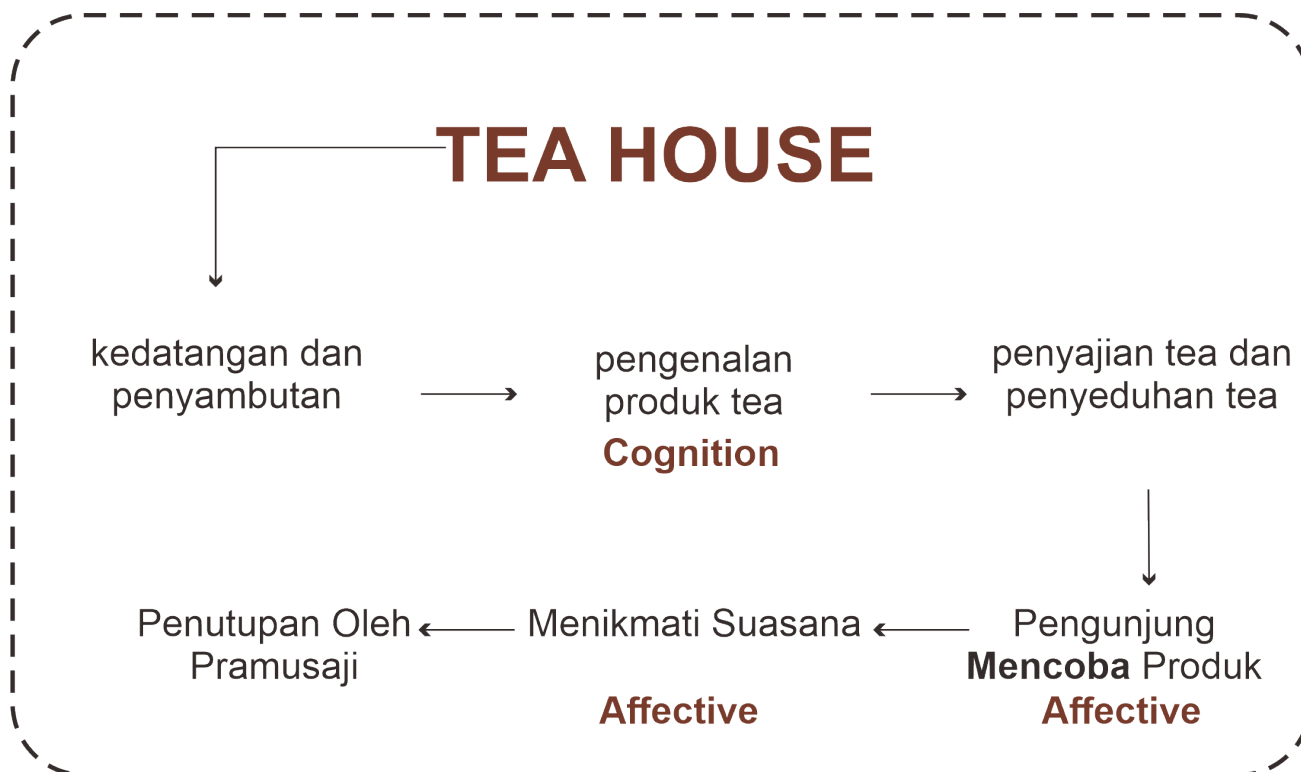 TEA HOUSE
kedatangan dan
penyambutan
pengenalan
produk tea
Cognition
penyajian tea dan
penyeduhan tea
Pengunjung
Mencoba Produk
Affective
Menikmati Suasana
Affective
Penutupan Oleh
Pramusaji